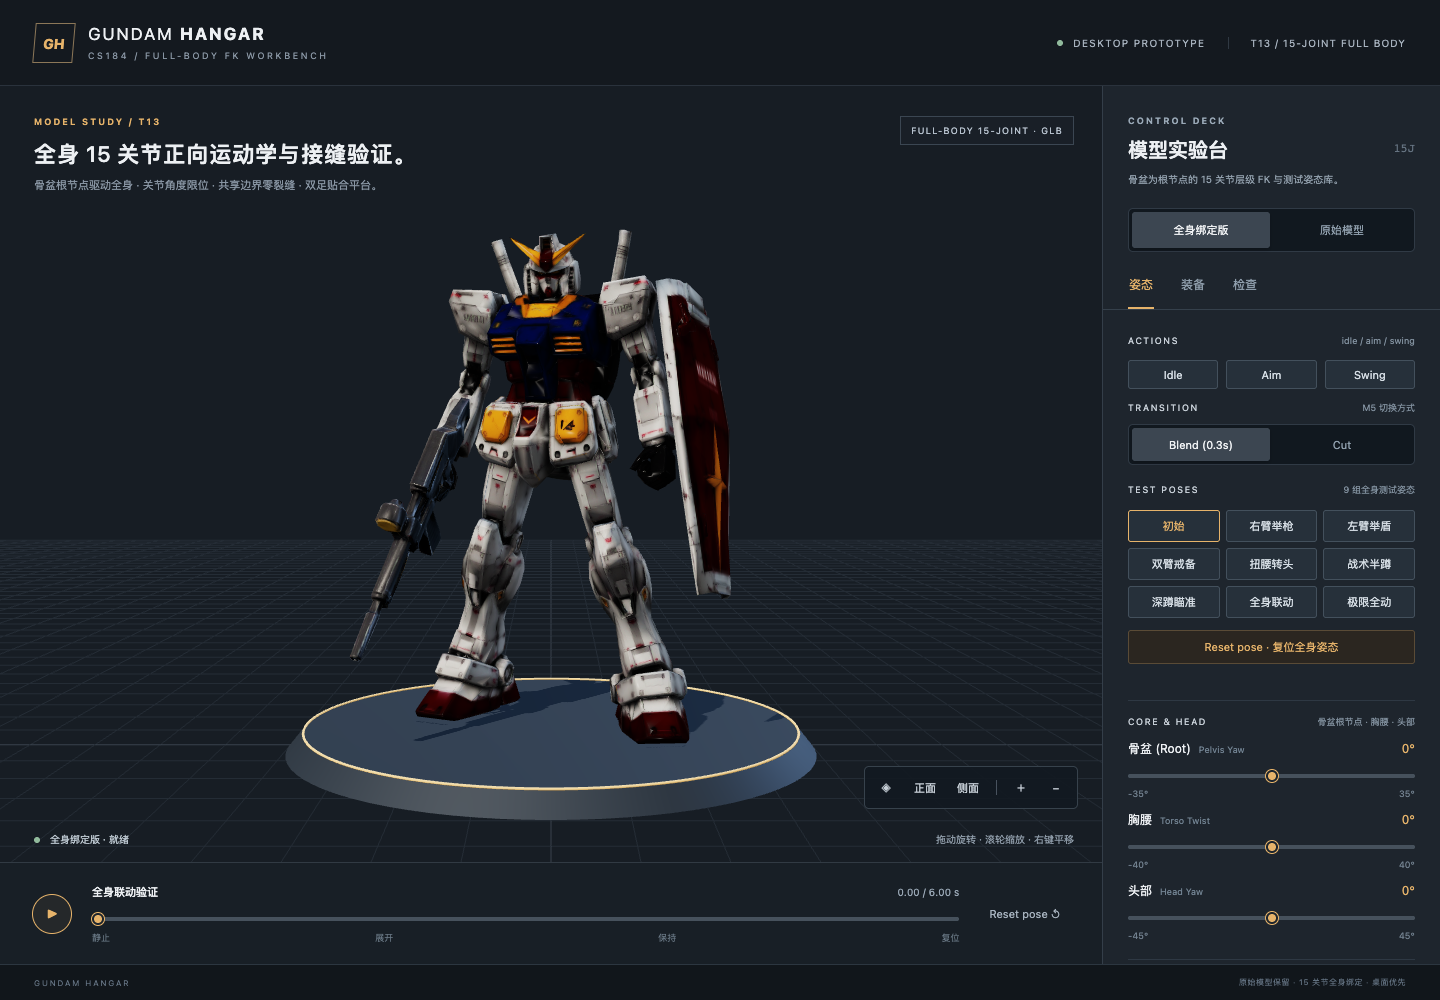 GH
GUNDAM HANGAR
CS184 / FULL-BODY FK WORKBENCH
DESKTOP PROTOTYPE
T13 / 15-JOINT FULL BODY
MODEL STUDY / T13
全身 15 关节正向运动学与接缝验证。
骨盆根节点驱动全身 · 关节角度限位 · 共享边界零裂缝 · 双足贴合平台。
FULL-BODY 15-JOINT · GLB
正面 侧面 + −
全身绑定版 · 就绪
拖动旋转 · 滚轮缩放 · 右键平移
全身联动验证
0.00 / 6.00 s
静止 展开 保持 复位
Reset pose
CONTROL DECK
模型实验台
15J
骨盆为根节点的 15 关节层级 FK 与测试姿态库。
全身绑定版 原始模型
姿态 装备 检查
ACTIONS
idle / aim / swing
Idle Aim Swing
TRANSITION
M5 切换方式
Blend (0.3s) Cut
TEST POSES
9 组全身测试姿态
初始 右臂举枪 左臂举盾
双臂戒备 扭腰转头 战术半蹲
深蹲瞄准 全身联动 极限全动
Reset pose · 复位全身姿态
CORE & HEAD
骨盆根节点 · 胸腰 · 头部
骨盆 (Root) Pelvis Yaw 0°
-35° 35°
胸腰 Torso Twist 0°
-40° 40°
头部 Head Yaw 0°
-45° 45°
GUNDAM HANGAR
原始模型保留 · 15 关节全身绑定 · 桌面优先